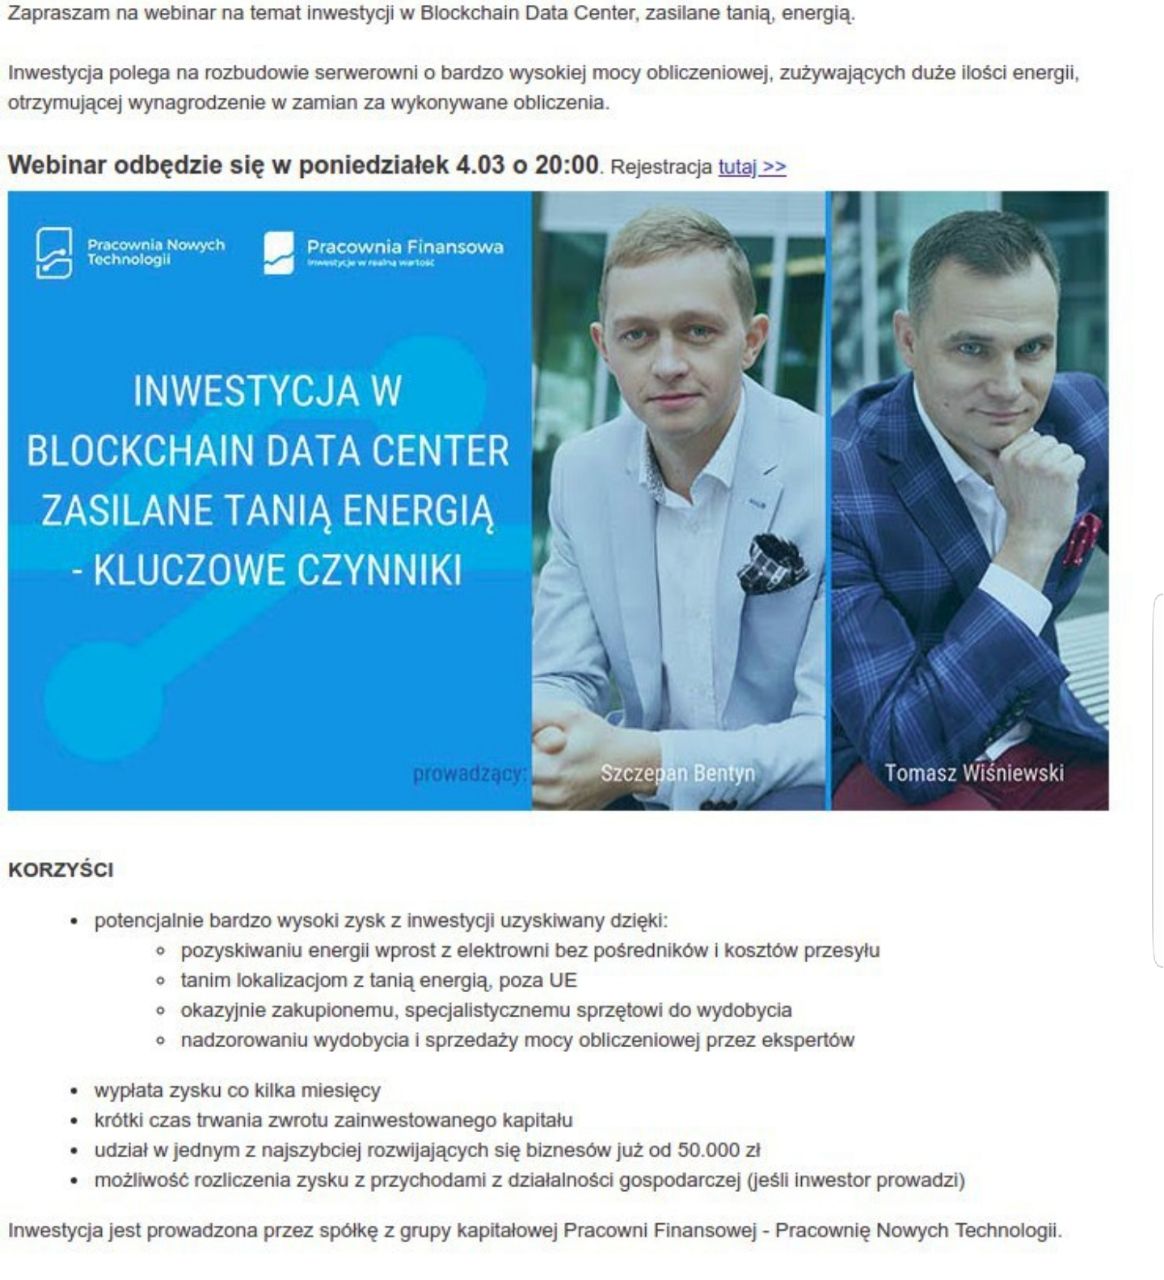 Zapraszam na webinar na temat inwestycji w Blockchain Data Center, zasilane tanią, energią.
Inwestycja polega na rozbudowie serwerowni o bardzo wysokiej mocy obliczeniowej, zużywających duże ilości energii,
otrzymującej wynagrodzenie w zamian za wykonywane obliczenia.
Webinar odbędzie się w poniedziałek 4.03 o 20:00. Rejestracja tutaj >>
Pracownia Nowych
Technologii
Pracownia Finansowa
Inwestycje w realną wartość
INWESTYCJA W
BLOCKCHAIN DATA CENTER
ZASILANE TANIĄ ENERGIĄ
- KLUCZOWE CZYNNIKI
prowadzący:
Szczepan Bentyn
Tomasz Wiśniewski
KORZYŚCI
• potencjalnie bardzo wysoki zysk z inwestycji uzyskiwany dzięki:
◦ pozyskiwaniu energii wprost z elektrowni bez pośredników i kosztów przesyłu
◦ tanim lokalizacjom z tanią energią, poza UE
◦ okazyjnie zakupionemu, specjalistycznemu sprzętowi do wydobycia
◦ nadzorowaniu wydobycia i sprzedaży mocy obliczeniowej przez ekspertów
• wypłata zysku co kilka miesięcy
• krótki czas trwania zwrotu zainwestowanego kapitału
• udział w jednym z najszybciej rozwijających się biznesów już od 50.000 zł
• możliwość rozliczenia zysku z przychodami z działalności gospodarczej (jeśli inwestor prowadzi)
Inwestycja jest prowadzona przez spółkę z grupy kapitałowej Pracowni Finansowej - Pracownię Nowych Technologii.